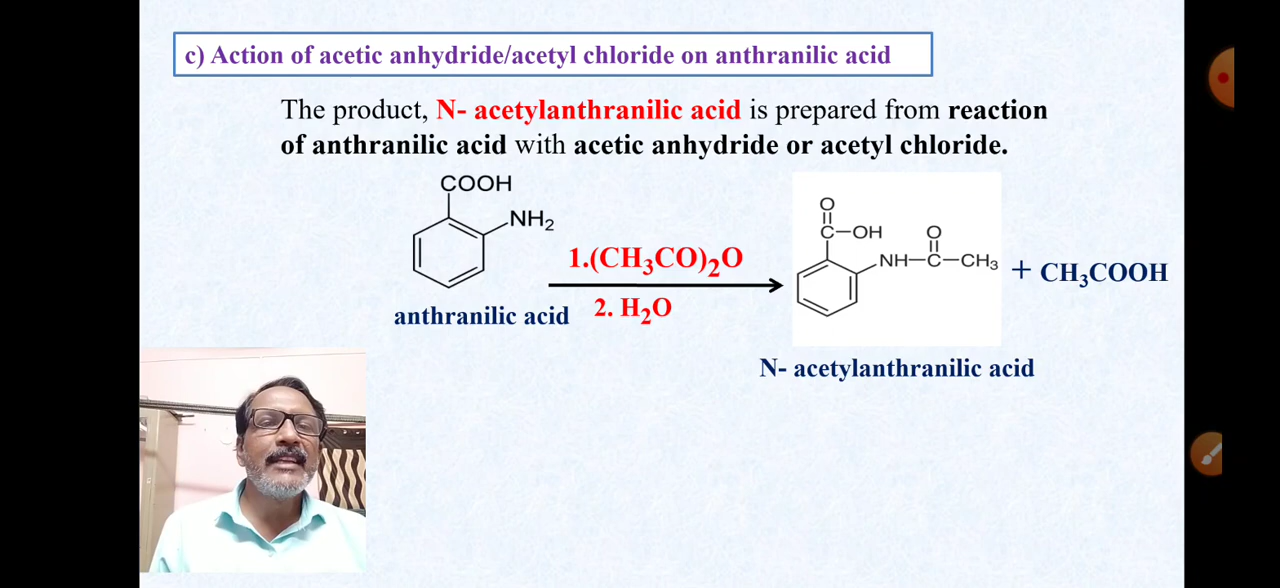 c) Action of acetic anhydride/acetyl chloride on anthranilic acid
The product, N- acetylanthranilic acid is prepared from reaction
of anthranilic acid with acetic anhydride or acetyl chloride.
COOH
NH₂
anthranilic acid
1.(CH₃CO)₂O
2. H₂O
O
C—OH
O
NH—C—CH₃
+ CH₃COOH
N- acetylanthranilic acid